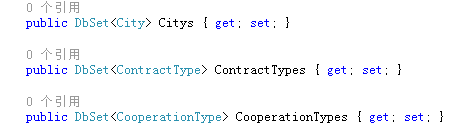 0 个引用
public DbSet<City> Citys { get; set; }
0 个引用
public DbSet<ContractType> ContractTypes { get; set; }
0 个引用
public DbSet<CooperationType> CooperationTypes { get; set; }